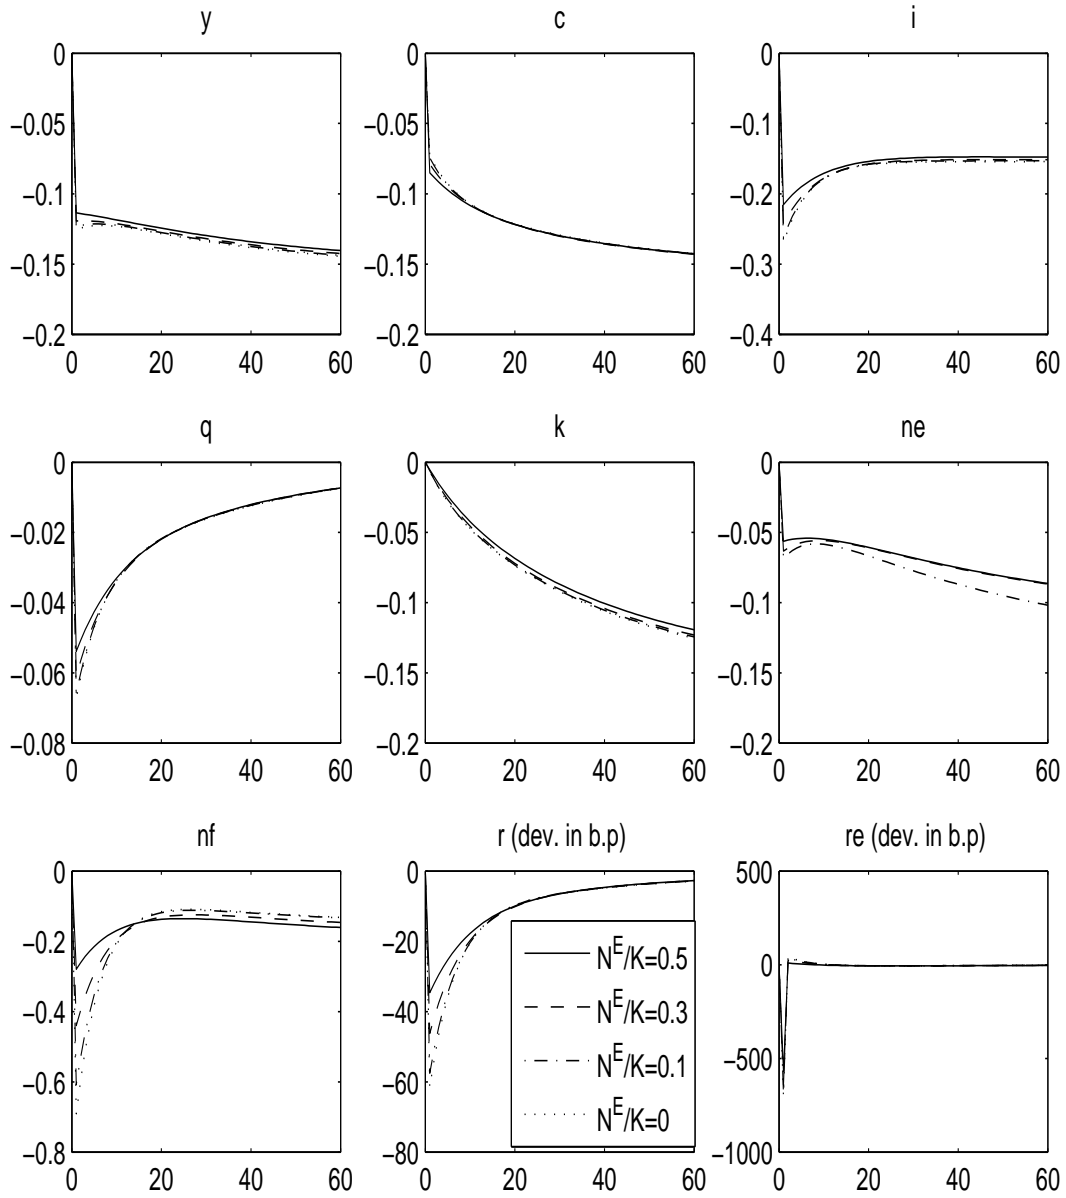 y
c
i
0
−0.05
−0.1
−0.15
−0.2
0 20 40 60
0
−0.05
−0.1
−0.15
−0.2
0 20 40 60
0
−0.1
−0.2
−0.3
−0.4
0 20 40 60
q
k
ne
0
−0.02
−0.04
−0.06
−0.08
0 20 40 60
0
−0.05
−0.1
−0.15
−0.2
0 20 40 60
0
−0.05
−0.1
−0.15
−0.2
0 20 40 60
nf
r (dev. in b.p)
re (dev. in b.p)
0
−0.2
−0.4
−0.6
−0.8
0 20 40 60
0
−20
−40
−60
−80
0 20 40 60
N^E/K=0.5
N^E/K=0.3
N^E/K=0.1
N^E/K=0
500
0
−500
−1000
0 20 40 60